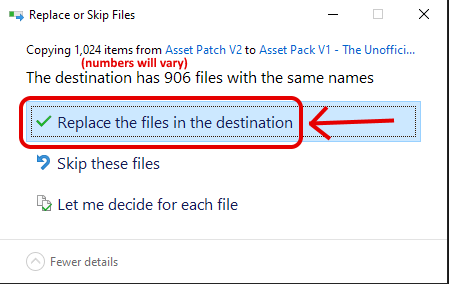 Replace or Skip Files
Copying 1,024 items from Asset Patch V2 to Asset Pack V1 - The Unoffici...
(numbers will vary)
The destination has 906 files with the same names
Replace the files in the destination
Skip these files
Let me decide for each file
Fewer details